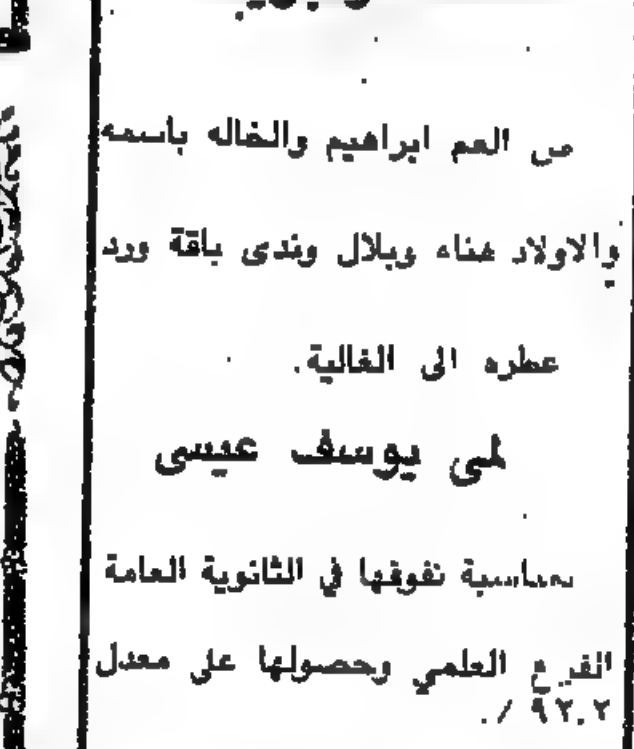 من العم ابراهيم والخاله باسمه
والاولاد هناء وبلال وندى باقة ورد
عطره الى الغالية.
لمى يوسف عيسى
بمناسبة تفوقها في الثانوية العامة
الفرع العلمي وحصولها على معدل
٩٢.٢ /.